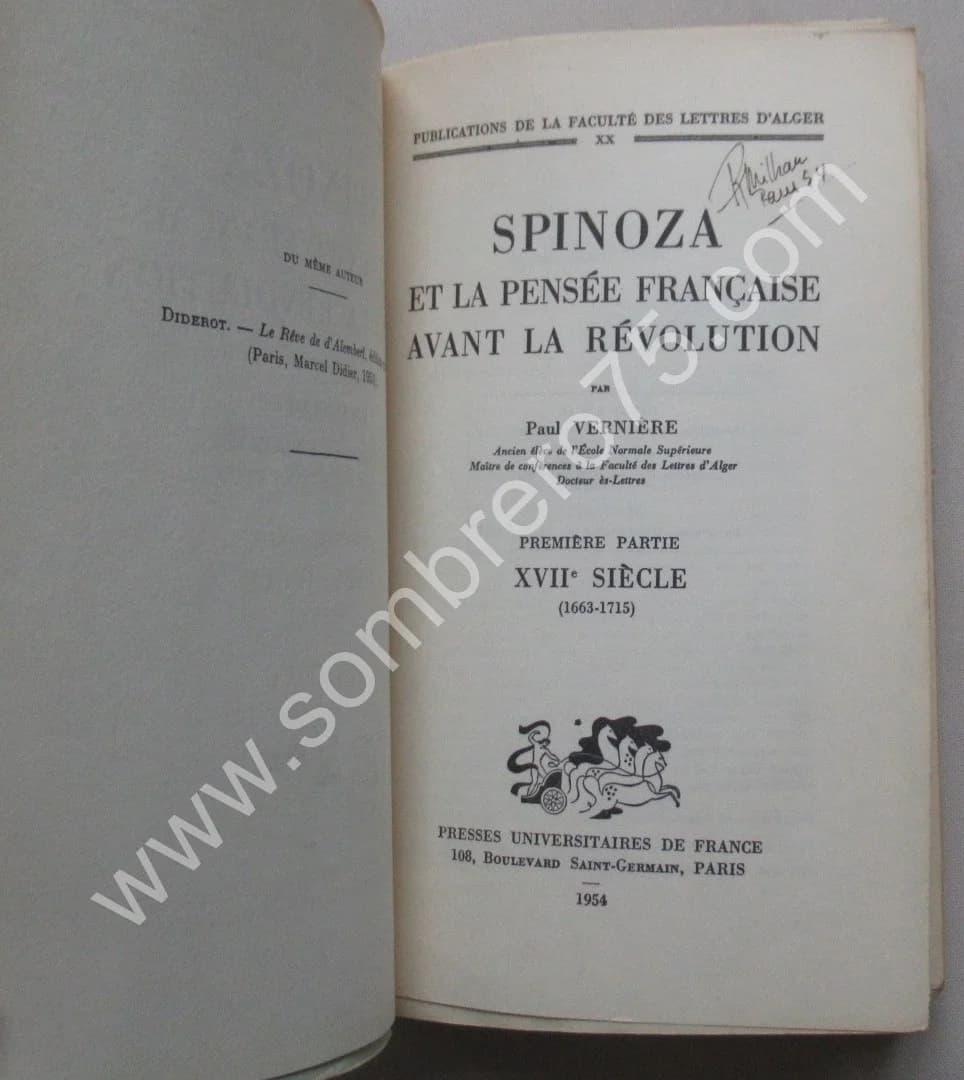 DU MÊME AUTEUR
DIDEROT. — Le Rêve de d'Alembert,
(Paris, Marcel Didier, 1951).
PUBLICATIONS DE LA FACULTÉ DES LETTRES D'ALGER
XX
SPINOZA
ET LA PENSÉE FRANÇAISE
AVANT LA RÉVOLUTION
PAR
Paul VERNIÈRE
Ancien élève de l'École Normale Supérieure
Maître de conférences à la Faculté des Lettres d'Alger
Docteur ès-Lettres
PREMIÈRE PARTIE
XVIIe SIÈCLE
(1663-1715)
PRESSES UNIVERSITAIRES DE FRANCE
108, BOULEVARD SAINT-GERMAIN, PARIS
1954
www.sombrero75.com